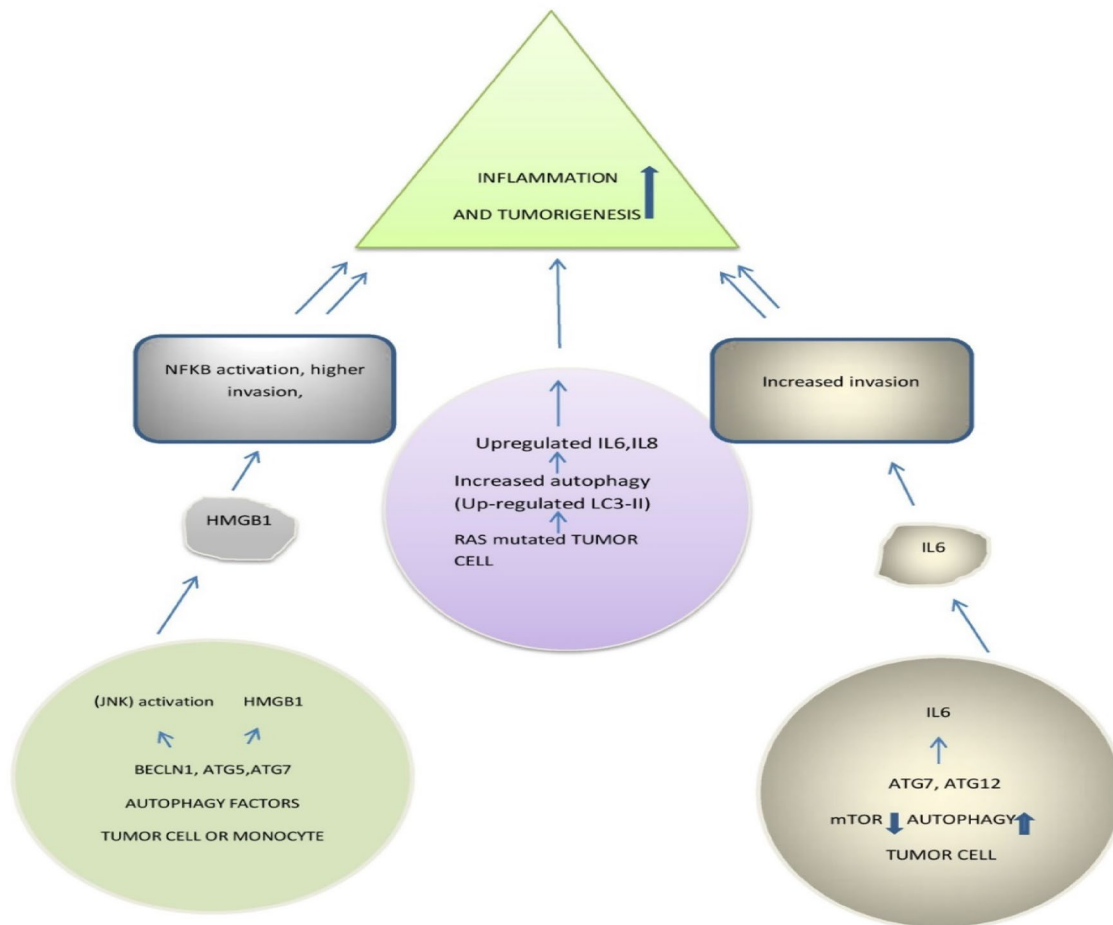 INFLAMMATION
AND TUMORIGENESIS
NFKB activation, higher
invasion,
Increased invasion
Upregulated IL6,IL8
Increased autophagy
(Up-regulated LC3-II)
RAS mutated TUMOR
CELL
HMGB1
IL6
(JNK) activation HMGB1
BECLN1, ATG5,ATG7
AUTOPHAGY FACTORS
TUMOR CELL OR MONOCYTE
IL6
ATG7, ATG12
mTOR AUTOPHAGY
TUMOR CELL